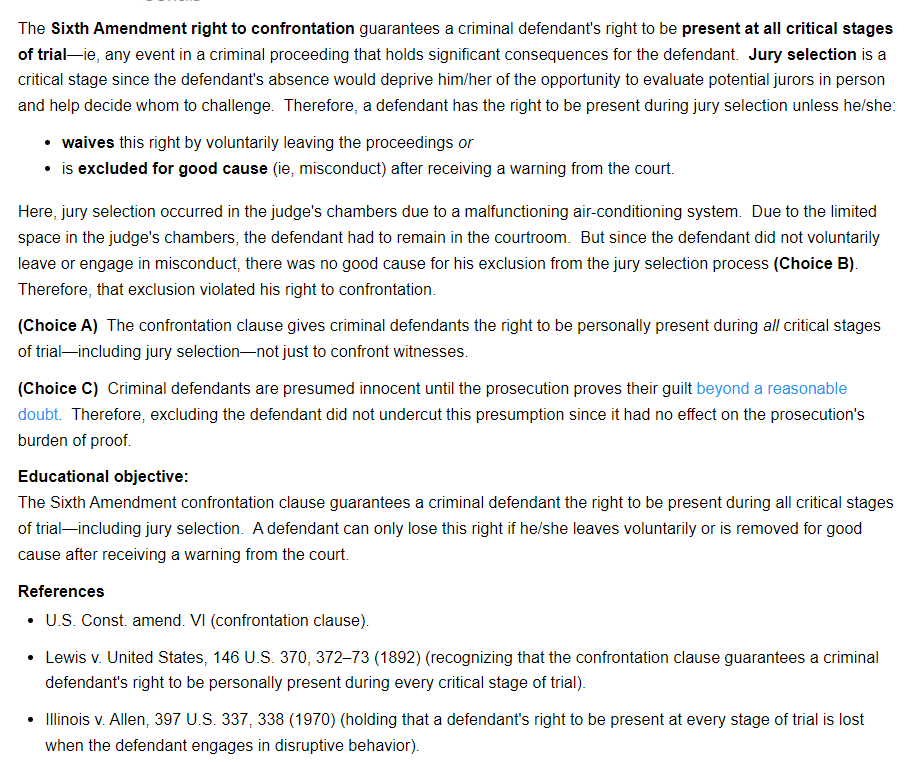 The Sixth Amendment right to confrontation guarantees a criminal defendant's right to be present at all critical stages
of trial—ie, any event in a criminal proceeding that holds significant consequences for the defendant. Jury selection is a
critical stage since the defendant's absence would deprive him/her of the opportunity to evaluate potential jurors in person
and help decide whom to challenge. Therefore, a defendant has the right to be present during jury selection unless he/she:
• waives this right by voluntarily leaving the proceedings or
• is excluded for good cause (ie, misconduct) after receiving a warning from the court.
Here, jury selection occurred in the judge's chambers due to a malfunctioning air-conditioning system. Due to the limited
space in the judge's chambers, the defendant had to remain in the courtroom. But since the defendant did not voluntarily
leave or engage in misconduct, there was no good cause for his exclusion from the jury selection process (Choice B).
Therefore, that exclusion violated his right to confrontation.
(Choice A) The confrontation clause gives criminal defendants the right to be personally present during all critical stages
of trial—including jury selection—not just to confront witnesses.
(Choice C) Criminal defendants are presumed innocent until the prosecution proves their guilt beyond a reasonable
doubt. Therefore, excluding the defendant did not undercut this presumption since it had no effect on the prosecution's
burden of proof.
Educational objective:
The Sixth Amendment confrontation clause guarantees a criminal defendant the right to be present during all critical stages
of trial—including jury selection. A defendant can only lose this right if he/she leaves voluntarily or is removed for good
cause after receiving a warning from the court.
References
• U.S. Const. amend. VI (confrontation clause).
• Lewis v. United States, 146 U.S. 370, 372–73 (1892) (recognizing that the confrontation clause guarantees a criminal
defendant's right to be personally present during every critical stage of trial).
• Illinois v. Allen, 397 U.S. 337, 338 (1970) (holding that a defendant's right to be present at every stage of trial is lost
when the defendant engages in disruptive behavior).